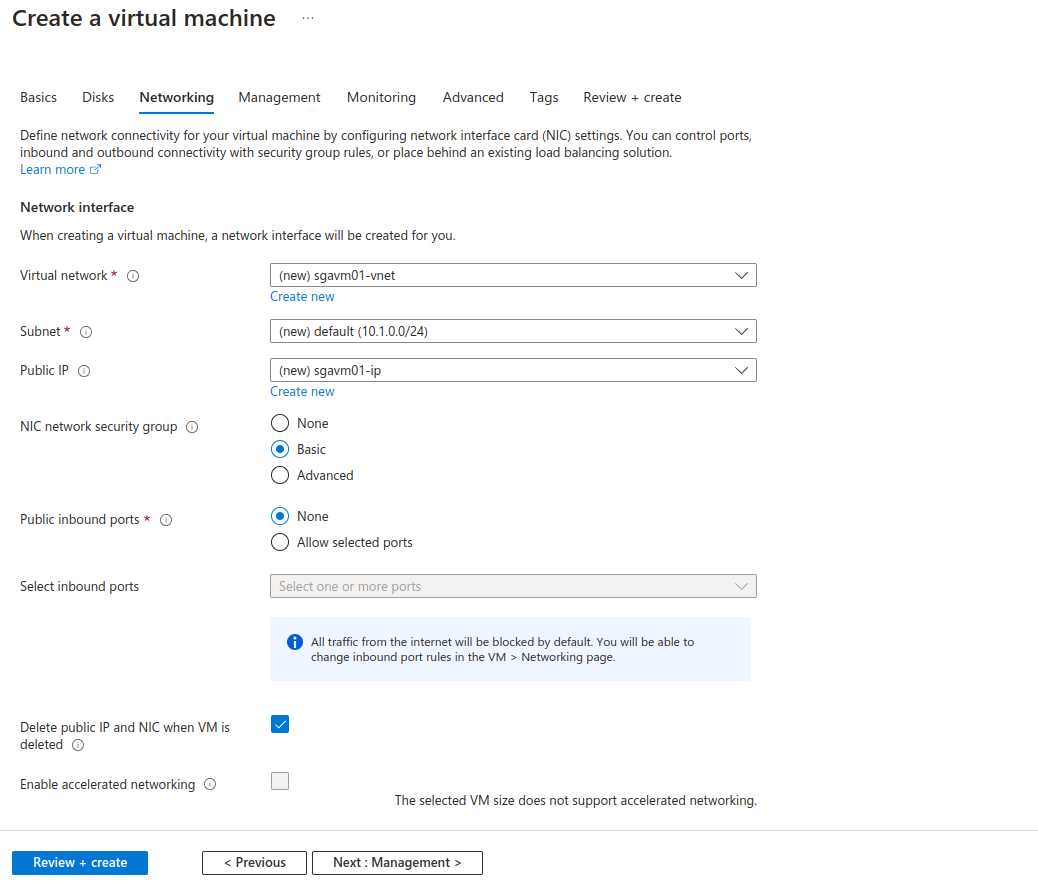 Create a virtual machine ...
Basics Disks Networking Management Monitoring Advanced Tags Review + create
Define network connectivity for your virtual machine by configuring network interface card (NIC) settings. You can control ports,
inbound and outbound connectivity with security group rules, or place behind an existing load balancing solution.
Learn more
Network interface
When creating a virtual machine, a network interface will be created for you.
Virtual network *
(new) sgavm01-vnet
Create new
Subnet *
(new) default (10.1.0.0/24)
Public IP
(new) sgavm01-ip
Create new
NIC network security group
None
Basic
Advanced
Public inbound ports *
None
Allow selected ports
Select inbound ports
Select one or more ports
All traffic from the internet will be blocked by default. You will be able to
change inbound port rules in the VM > Networking page.
Delete public IP and NIC when VM is
deleted
Enable accelerated networking
The selected VM size does not support accelerated networking.
Review + create
< Previous
Next : Management >